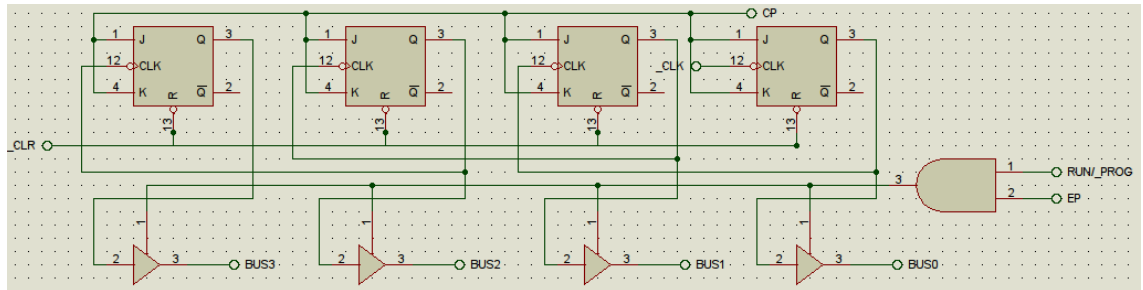 CP
1 J Q 3 1 J Q 3 1 J Q 3 1 J Q 3
12 CLK 12 CLK 12 CLK _CLK 12 CLK
4 K R Q 2 4 K R Q 2 4 K R Q 2 4 K R Q 2
13 13 13 13
_CLR
3 1 RUN/_PROG
2 EP
1 1 1 1
2 3 BUS3 2 3 BUS2 2 3 BUS1 2 3 BUS0